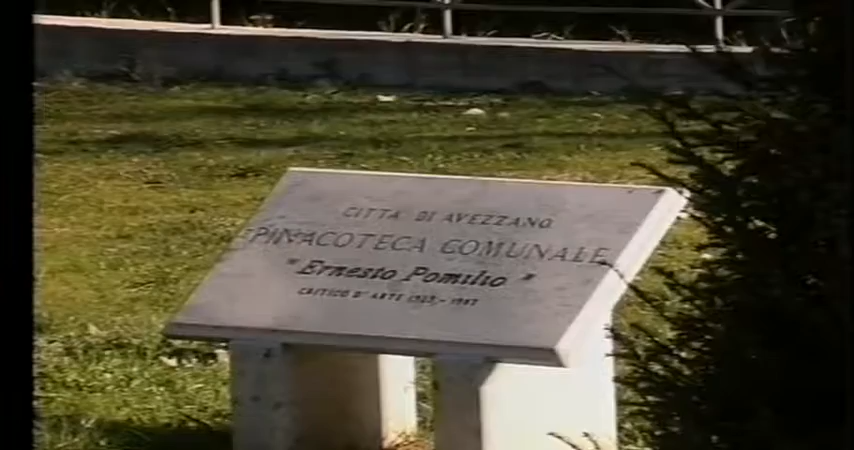 CITTA DI AVEZZANO
PINACOTECA COMUNALE
"Ernesto Pomilio"
CRITICO D'ARTE